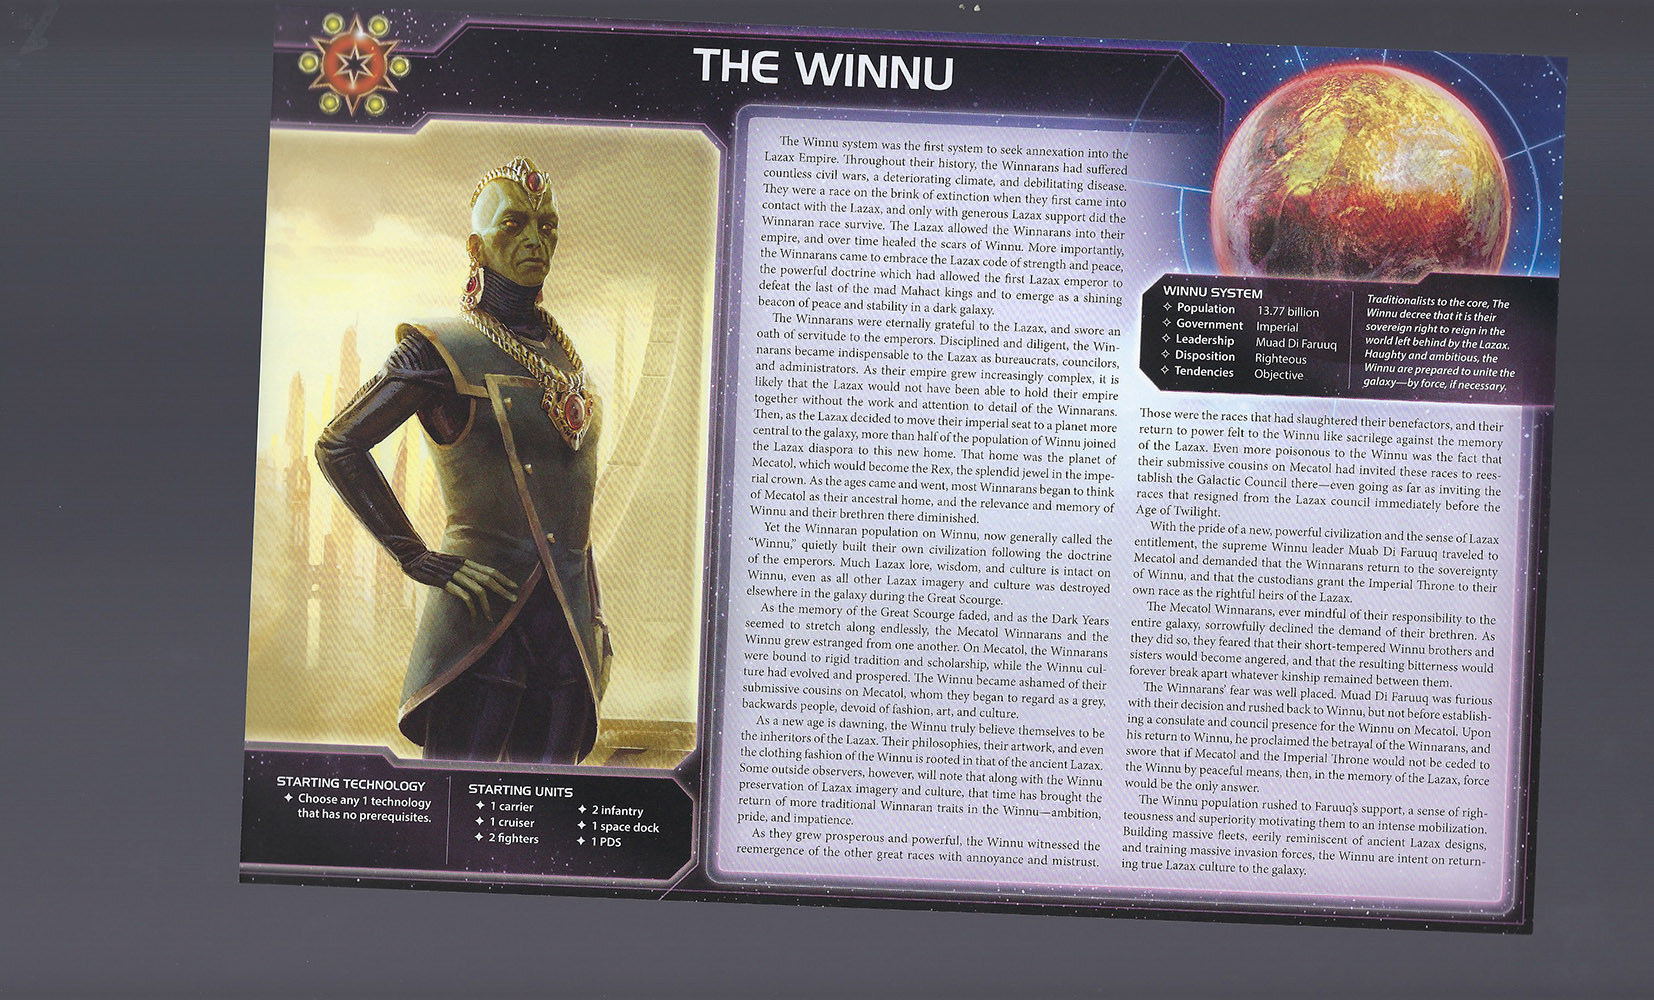 THE WINNU
The Winnu system was the first system to seek annexation into the
Lazax Empire. Throughout their history, the Winnarans had suffered
countless civil wars, a deteriorating climate, and debilitating disease.
They were a race on the brink of extinction when they first came into
contact with the Lazax, and only with generous Lazax support did the
Winnaran race survive. The Lazax allowed the Winnarans into their
empire, and over time healed the scars of Winnu. More importantly,
the Winnarans came to embrace the Lazax code of strength and peace,
the powerful doctrine which had allowed the first Lazax emperor to
defeat the last of the mad Mahact kings and to emerge as a shining
beacon of peace and stability in a dark galaxy.
The Winnarans were eternally grateful to the Lazax, and swore an
oath of servitude to the emperors. Disciplined and diligent, the Win-
narans became indispensable to the Lazax as bureaucrats, councilors,
and administrators. As their empire grew increasingly complex, it is
likely that the Lazax would not have been able to hold their empire
together without the work and attention to detail of the Winnarans.
Then, as the Lazax decided to move their imperial seat to a planet more
central to the galaxy, more than half of the population of Winnu joined
the Lazax diaspora to this new home. That home was the planet of
Mecatol, which would become the Rex, the splendid jewel in the impe-
rial crown. As the ages came and went, most Winnarans began to think
of Mecatol as their ancestral home, and the relevance and memory of
Winnu and their brethren there diminished.
Yet the Winnaran population on Winnu, now generally called the
“Winnu,” quietly built their own civilization following the doctrine
of the emperors. Much Lazax lore, wisdom, and culture is intact on
Winnu, even as all other Lazax imagery and culture was destroyed
elsewhere in the galaxy during the Great Scourge.
As the memory of the Great Scourge faded, and as the Dark Years
seemed to stretch along endlessly, the Mecatol Winnarans and the
Winnu grew estranged from one another. On Mecatol, the Winnarans
were bound to rigid tradition and scholarship, while the Winnu cul-
ture had evolved and prospered. The Winnu became ashamed of their
submissive cousins on Mecatol, whom they began to regard as a grey,
backwards people, devoid of fashion, art, and culture.
As a new age is dawning, the Winnu truly believe themselves to be
the inheritors of the Lazax. Their philosophies, their artwork, and even
the clothing fashion of the Winnu is rooted in that of the ancient Lazax.
Some outside observers, however, will note that along with the Winnu
preservation of Lazax imagery and culture, that time has brought the
return of more traditional Winnaran traits in the Winnu—ambition,
pride, and impatience.
As they grew prosperous and powerful, the Winnu witnessed the
reemergence of the other great races with annoyance and mistrust.
WINNU SYSTEM
Population 13.77 billion
Government Imperial
Leadership Muad Di Faruuq
Disposition Righteous
Tendencies Objective
Traditionalists to the core, The
Winnu decree that it is their
sovereign right to reign in the
world left behind by the Lazax.
Haughty and ambitious, the
Winnu are prepared to unite the
galaxy—by force, if necessary.
Those were the races that had slaughtered their benefactors, and their
return to power felt to the Winnu like sacrilege against the memory
of the Lazax. Even more poisonous to the Winnu was the fact that
their submissive cousins on Mecatol had invited these races to rees-
tablish the Galactic Council there—even going as far as inviting the
races that resigned from the Lazax council immediately before the
Age of Twilight.
With the pride of a new, powerful civilization and the sense of Lazax
entitlement, the supreme Winnu leader Muab Di Faruuq traveled to
Mecatol and demanded that the Winnarans return to the sovereignty
of Winnu, and that the custodians grant the Imperial Throne to their
own race as the rightful heirs of the Lazax.
The Mecatol Winnarans, ever mindful of their responsibility to the
entire galaxy, sorrowfully declined the demand of their brethren. As
they did so, they feared that their short-tempered Winnu brothers and
sisters would become angered, and that the resulting bitterness would
forever break apart whatever kinship remained between them.
The Winnarans’ fear was well placed. Muad Di Faruuq was furious
with their decision and rushed back to Winnu, but not before establish-
ing a consulate and council presence for the Winnu on Mecatol. Upon
his return to Winnu, he proclaimed the betrayal of the Winnarans, and
swore that if Mecatol and the Imperial Throne would not be ceded to
the Winnu by peaceful means, then, in the memory of the Lazax, force
would be the only answer.
The Winnu population rushed to Faruuq’s support, a sense of righ-
teousness and superiority motivating them to an intense mobilization.
Building massive fleets, eerily reminiscent of ancient Lazax designs,
and training massive invasion forces, the Winnu are intent on return-
ing true Lazax culture to the galaxy.
STARTING TECHNOLOGY
Choose any 1 technology
that has no prerequisites.
STARTING UNITS
1 carrier
1 cruiser
2 fighters
2 infantry
1 space dock
1 PDS